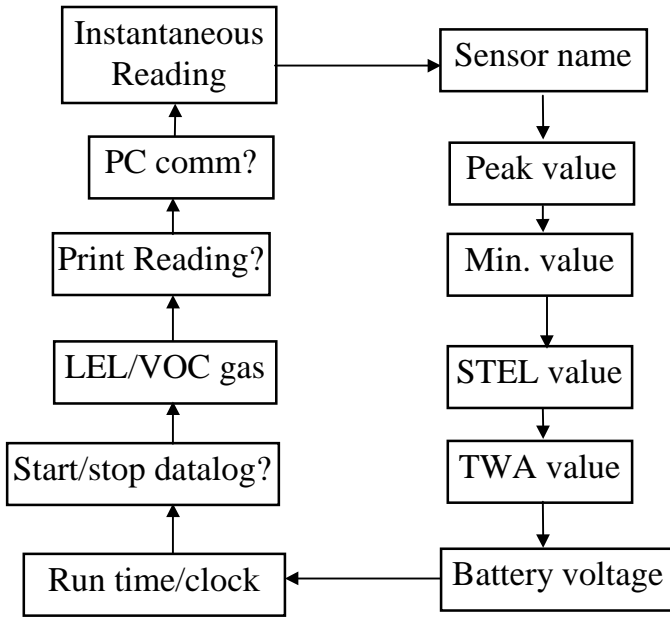 Instantaneous
Reading
Sensor name
PC comm?
Peak value
Print Reading?
Min. value
LEL/VOC gas
STEL value
Start/stop datalog?
TWA value
Run time/clock
Battery voltage